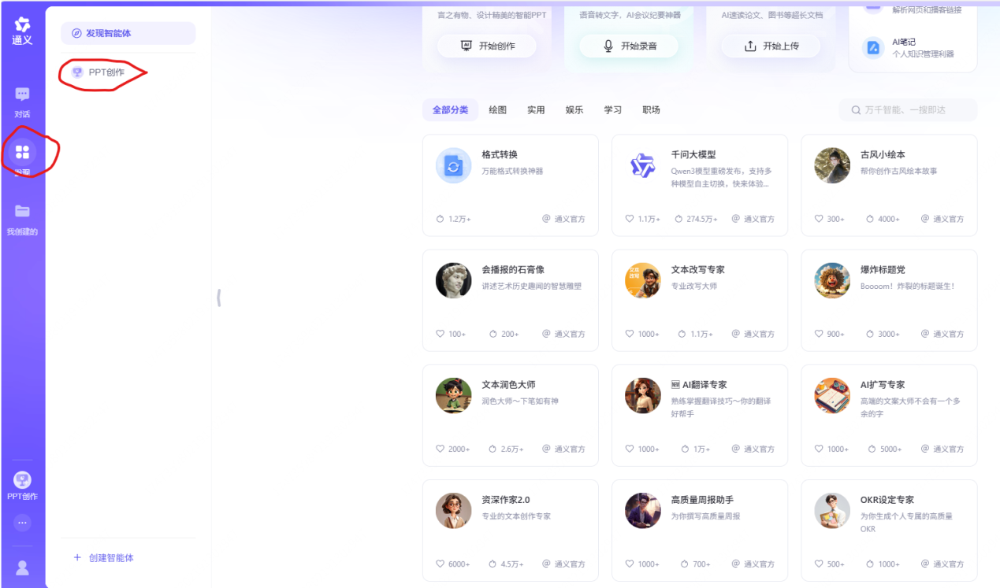 通义
对话
发现
我创建的
PPT创作
发现智能体
PPT创作
创建智能体
言之有物、设计精美的智能PPT
开始创作
语音转文字，AI会议纪要神器
开始录音
AI速读论文、图书等超长文档
开始上传
解析网页和播客链接
AI笔记
个人知识管理利器
全部分类 绘图 实用 娱乐 学习 职场
万千智能、一搜即达
格式转换
万能格式转换神器
1.2万+ @ 通义官方
千问大模型
Qwen3模型重磅发布，支持多
种模型自主切换，快来体验...
1.1万+ 274.5万+ @ 通义官方
古风小绘本
帮你创作古风绘本故事
300+ 4000+ @ 通义官方
会播报的石膏像
讲述艺术历史趣闻的智慧雕塑
100+ 200+ @ 通义官方
文本改写专家
专业改写大师
文本
改写
1000+ 1.1万+ @ 通义官方
爆炸标题党
Boooom！炸裂的标题诞生！
900+ 3000+ @ 通义官方
文本润色大师
润色大师～下笔如有神
2000+ 2.6万+ @ 通义官方
🆕 AI翻译专家
熟练掌握翻译技巧～你的翻译
好帮手
1000+ 1万+ @ 通义官方
AI扩写专家
高端的文案大师不会有一个多
余的字
1000+ 5000+ @ 通义官方
资深作家2.0
专业的文本创作专家
6000+ 4.5万+ @ 通义官方
高质量周报助手
为你撰写高质量周报
1000+ 700+ @ 通义官方
OKR设定专家
为你生成个人专属的高质量
OKR
500+ 1000+ @ 通义官方